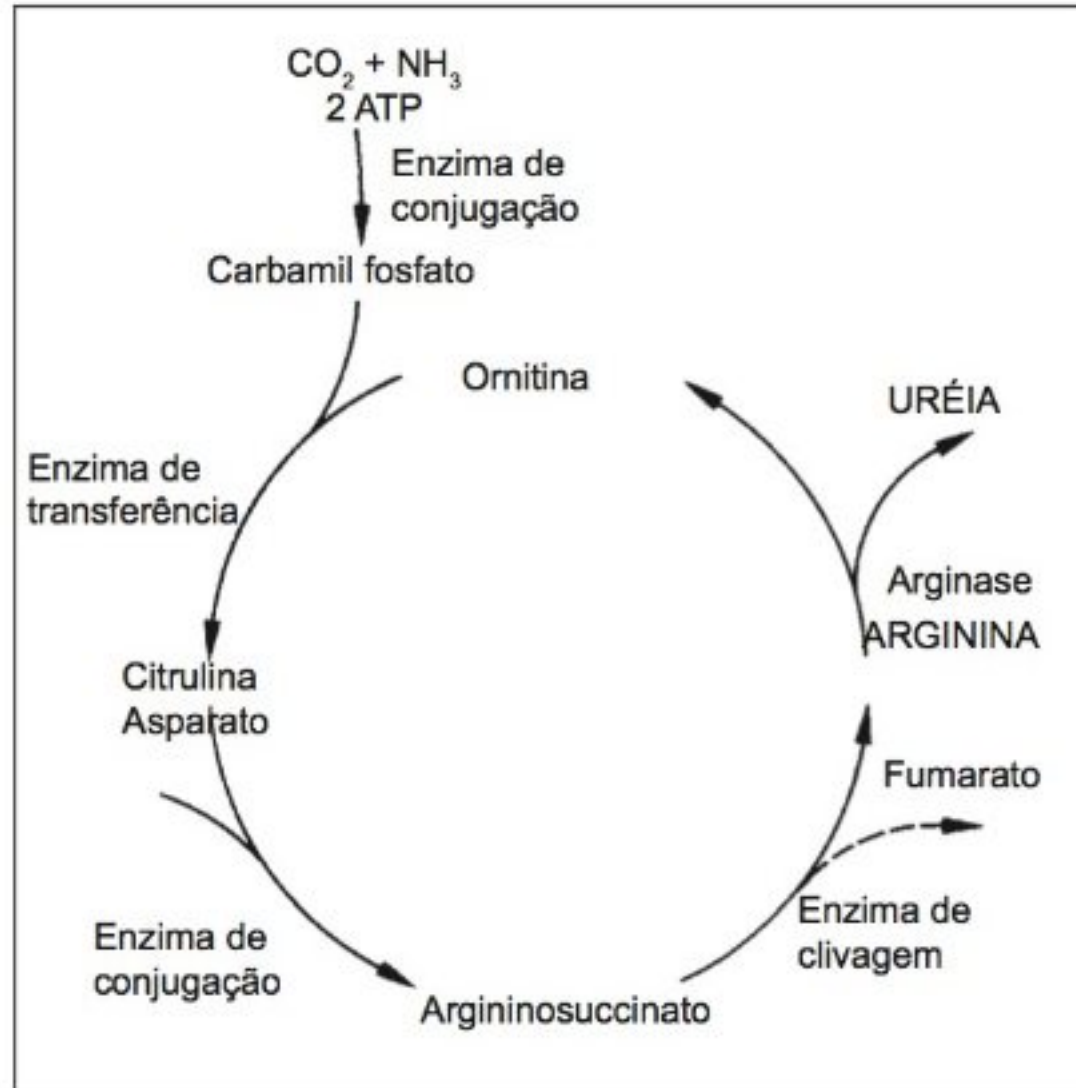 CO₂ + NH₃
2 ATP
Enzima de
conjugação
Carbamil fosfato
Ornitina
URÉIA
Enzima de
transferência
Arginase
ARGININA
Citrulina
Asparato
Fumarato
Enzima de
clivagem
Enzima de
conjugação
Argininosuccinato